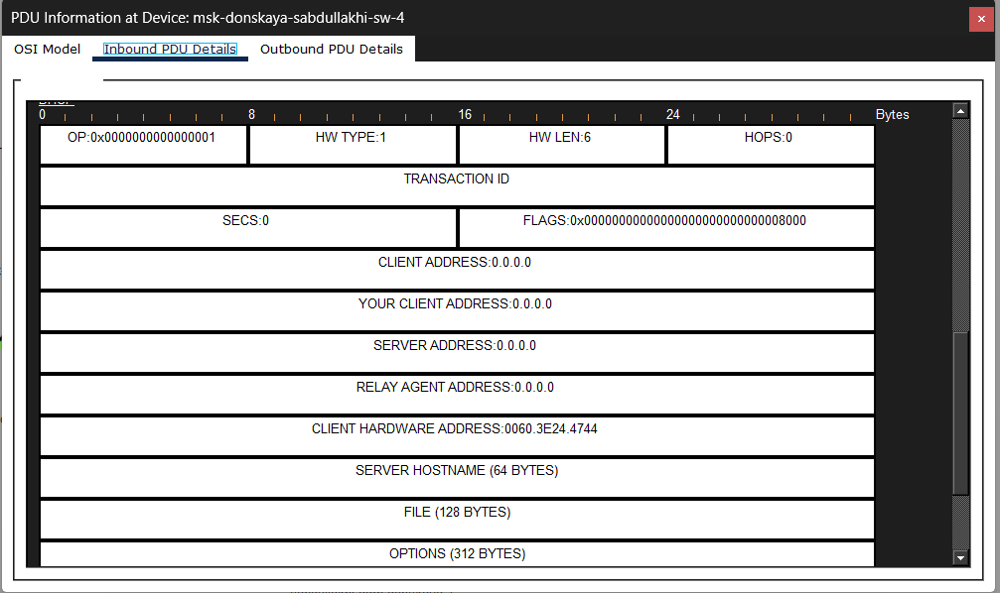 PDU Information at Device: msk-donskaya-sabdullakhi-sw-4
OSI Model Inbound PDU Details Outbound PDU Details
0 8 16 24 Bytes
OP:0x0000000000000001 HW TYPE:1 HW LEN:6 HOPS:0
TRANSACTION ID
SECS:0 FLAGS:0x00000000000000000000000000008000
CLIENT ADDRESS:0.0.0.0
YOUR CLIENT ADDRESS:0.0.0.0
SERVER ADDRESS:0.0.0.0
RELAY AGENT ADDRESS:0.0.0.0
CLIENT HARDWARE ADDRESS:0060.3E24.4744
SERVER HOSTNAME (64 BYTES)
FILE (128 BYTES)
OPTIONS (312 BYTES)